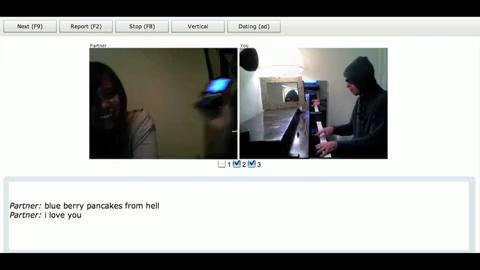 Next (F9) Report (F2) Stop (F8) Vertical Dating (ad)
Partner You
1 2 3
Partner: blue berry pancakes from hell
Partner: i love you